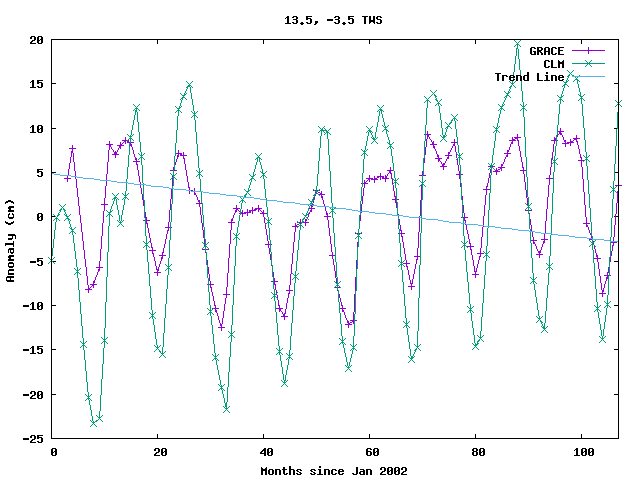 13.5, -3.5 TWS
GRACE
CLM
Trend Line
20
15
10
5
0
-5
-10
-15
-20
-25
Anomaly (cm)
0 20 40 60 80 100
Months since Jan 2002